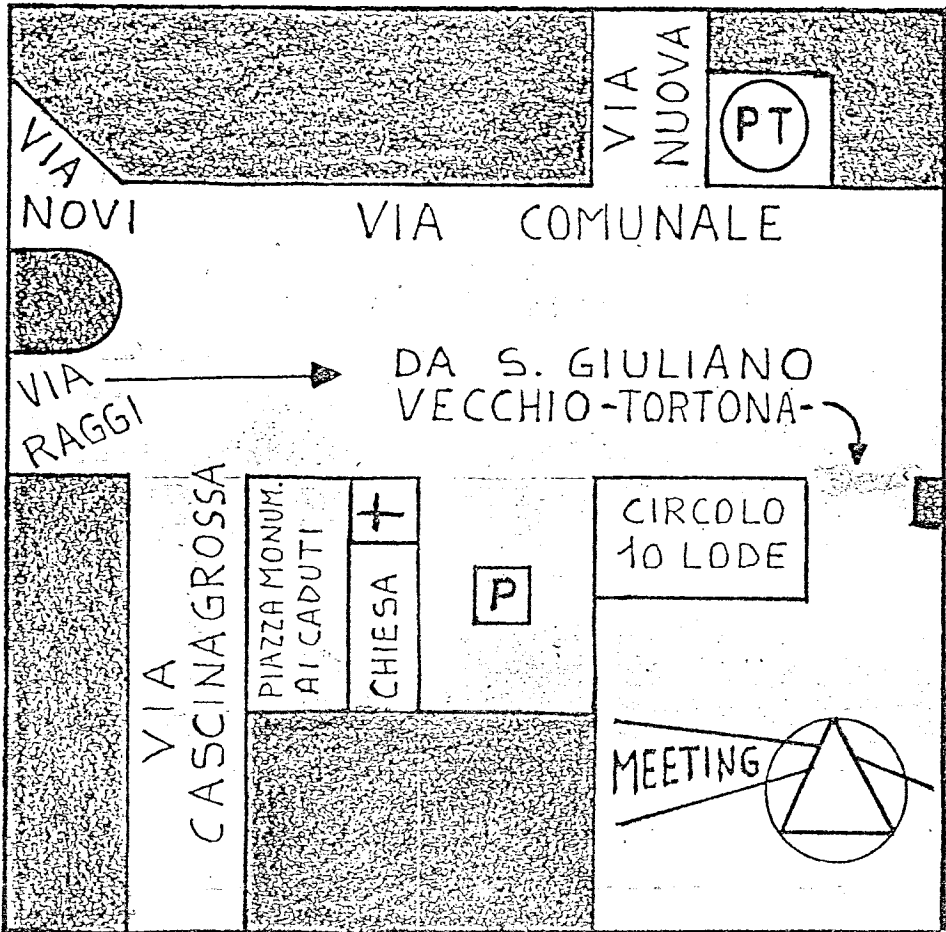 VIA
NUOVA
PT
VIA
NOVI
VIA COMUNALE
DA S. GIULIANO
VECCHIO-TORTONA-
VIA
RAGGI
VIA
CASCINAGROSSA
PIAZZA MONUM.
AI CADUTI
CHIESA
P
CIRCOLO
10 LODE
MEETING